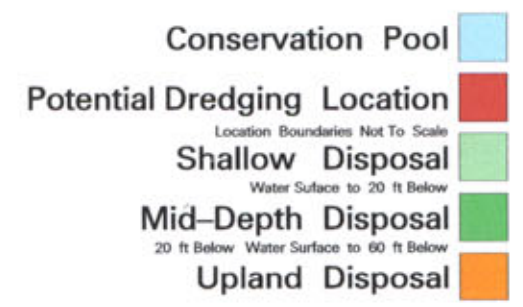 Conservation Pool
Potential Dredging Location
Location Boundaries Not To Scale
Shallow Disposal
Water Suface to 20 ft Below
Mid–Depth Disposal
20 ft Below Water Surface to 60 ft Below
Upland Disposal